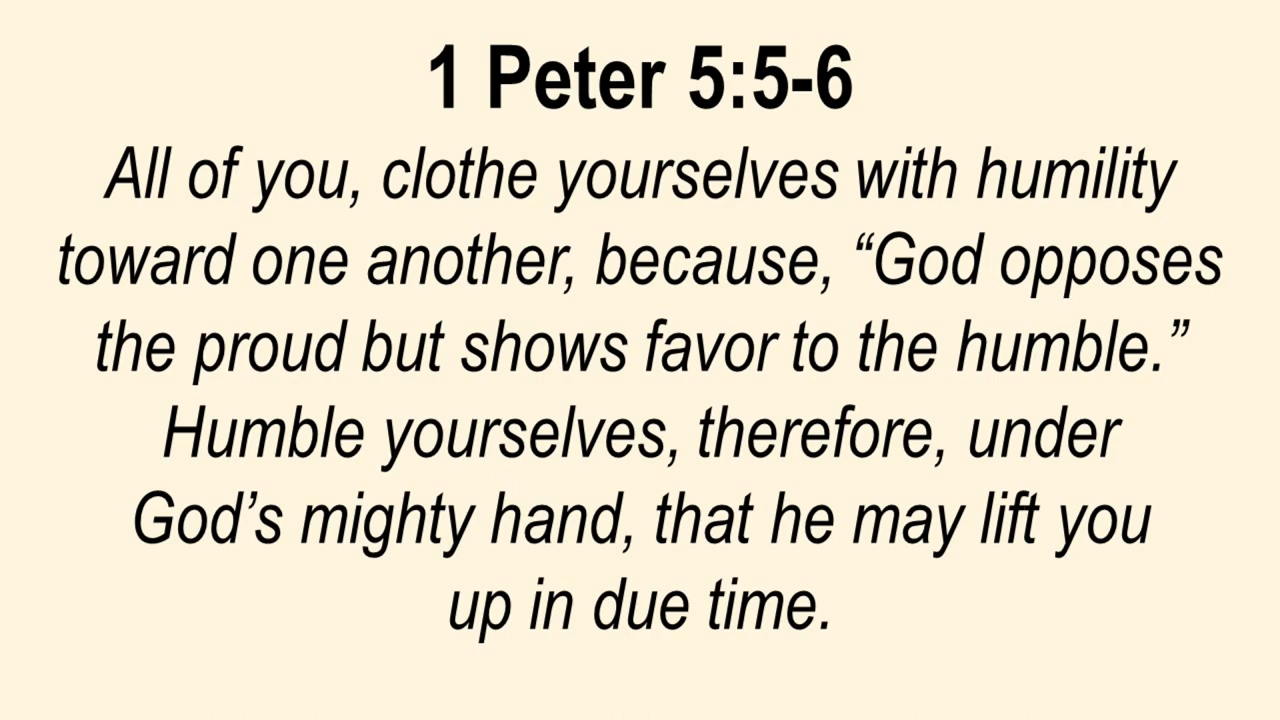 1 Peter 5:5-6
All of you, clothe yourselves with humility
toward one another, because, “God opposes
the proud but shows favor to the humble.”
Humble yourselves, therefore, under
God’s mighty hand, that he may lift you
up in due time.